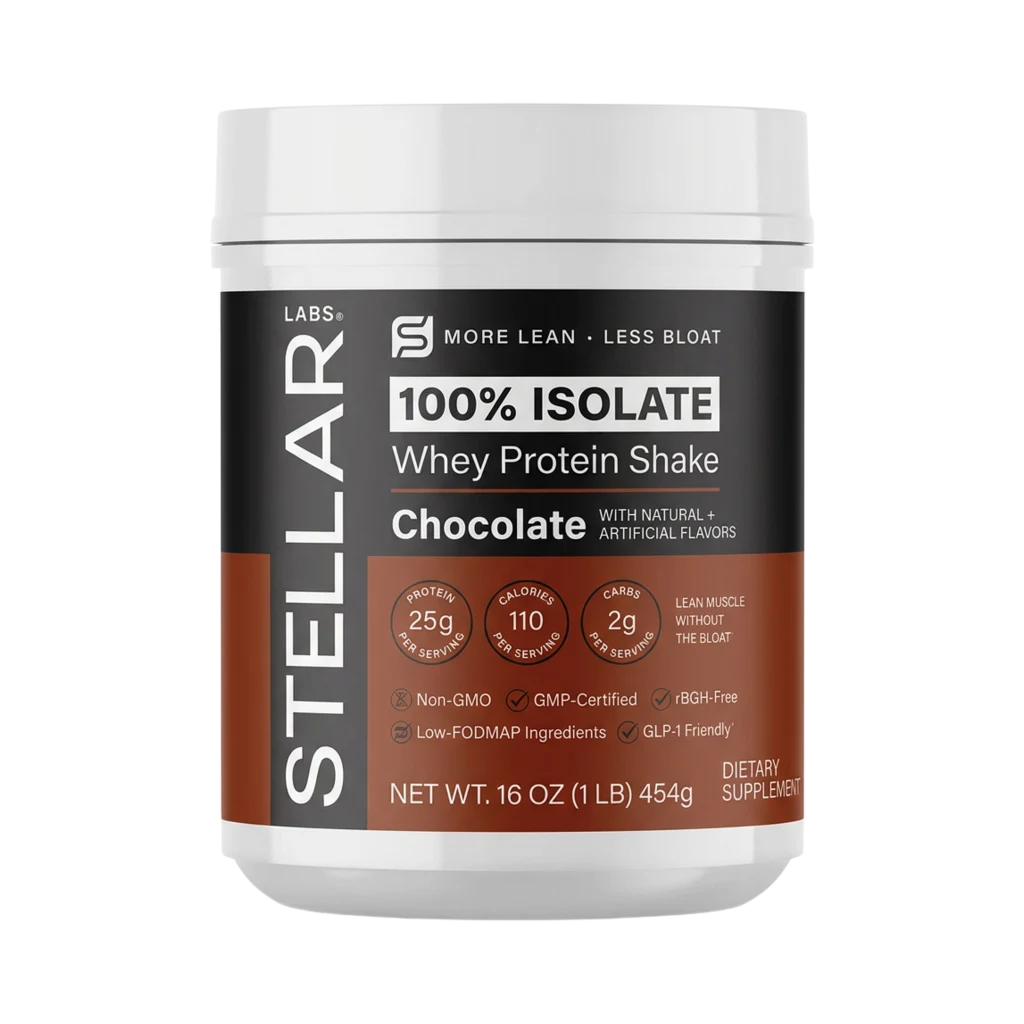 LABS®
STELLAR
MORE LEAN · LESS BLOAT
100% ISOLATE
Whey Protein Shake
Chocolate
WITH NATURAL +
ARTIFICIAL FLAVORS
PROTEIN
25g
PER SERVING
CALORIES
110
PER SERVING
CARBS
2g
PER SERVING
LEAN MUSCLE
WITHOUT
THE BLOAT
Non-GMO
GMP-Certified
rBGH-Free
Low-FODMAP Ingredients
GLP-1 Friendly
NET WT. 16 OZ (1 LB) 454g
DIETARY
SUPPLEMENT